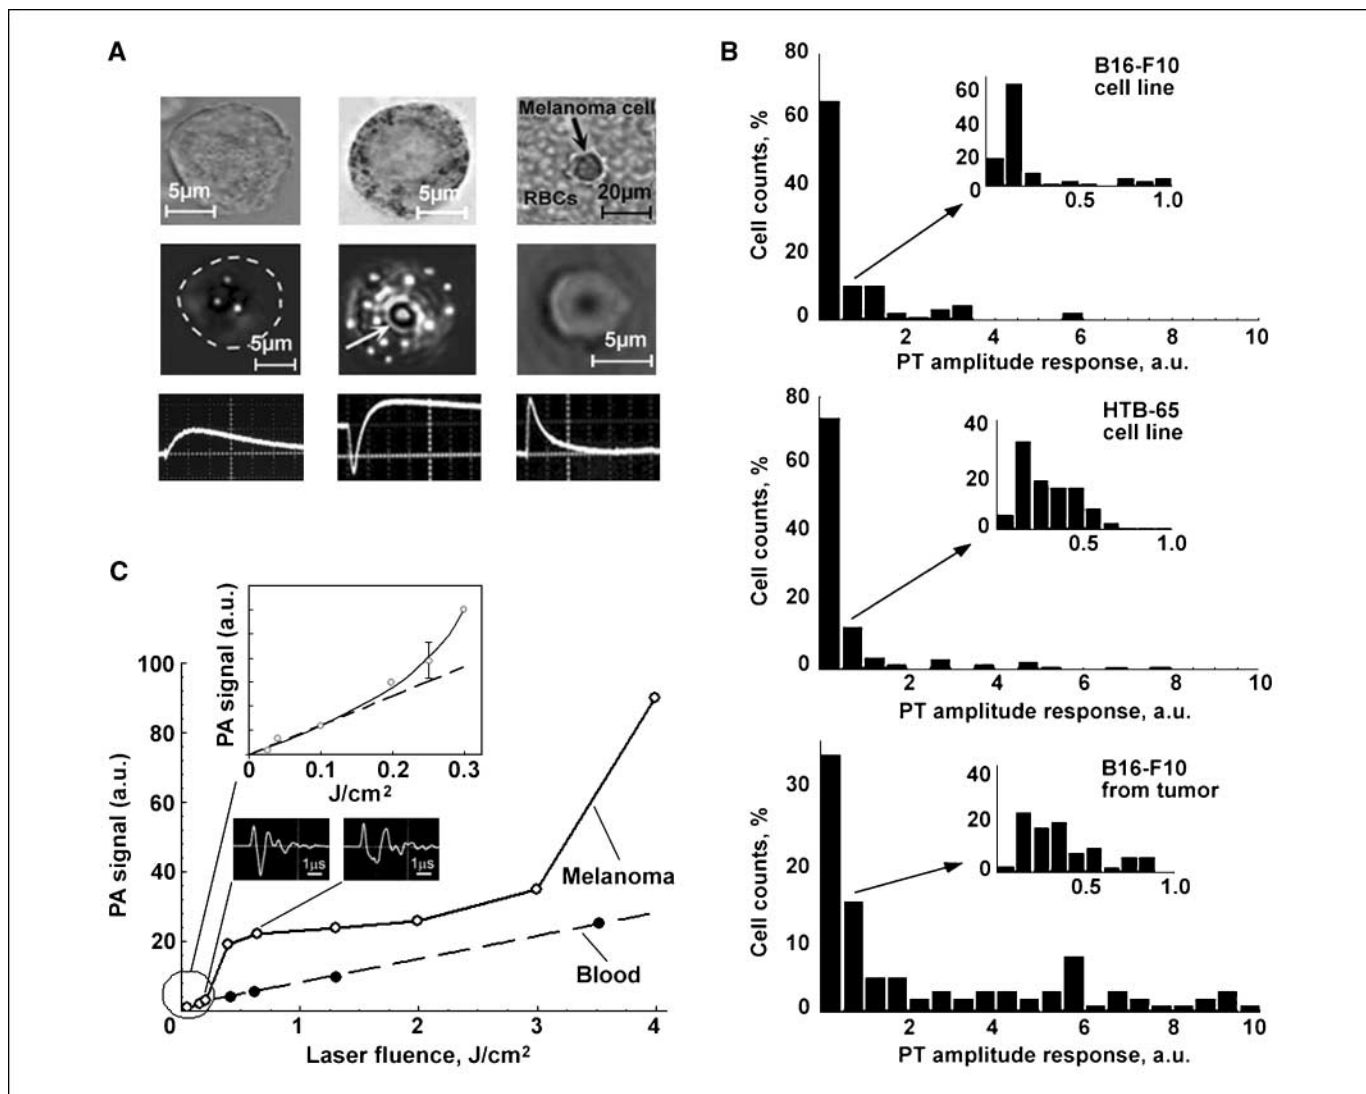 A
5µm
5µm
Melanoma cell
RBCs
20µm
5µm
5µm
B
Cell counts, %
80
60
40
20
0
2
4
6
8
10
PT amplitude response, a.u.
B16-F10
cell line
60
40
20
0
0.5
1.0
Cell counts, %
80
60
40
20
0
2
4
6
8
10
PT amplitude response, a.u.
HTB-65
cell line
40
20
0
0.5
1.0
Cell counts, %
30
20
10
0
2
4
6
8
10
PT amplitude response, a.u.
B16-F10
from tumor
40
20
0
0.5
1.0
C
PA signal (a.u.)
0
0.1
0.2
0.3
J/cm²
PA signal (a.u.)
100
80
60
40
20
0
1
2
3
4
Laser fluence, J/cm²
1µs
1µs
Melanoma
Blood